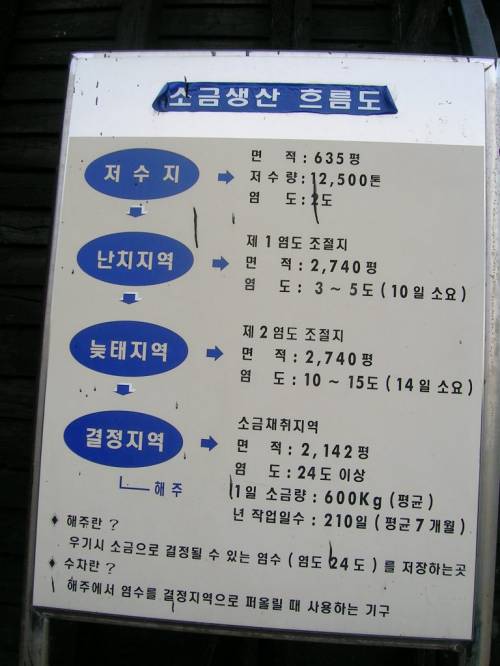 소금생산 흐름도
저 수 지
면 적 : 635평
저수량 : 12,500톤
염 도 : 2도
난치지역
제 1 염도 조절지
면 적 : 2,740 평
염 도 : 3 ~ 5도 ( 10일 소요 )
늦태지역
제 2 염도 조절지
면 적 : 2,740 평
염 도 : 10 ~ 15도 ( 14일 소요 )
결정지역
소금채취지역
면 적 : 2,142 평
염 도 : 24도 이상
1일 소금량 : 600Kg ( 평균 )
년 작업일수 : 210일 ( 평균 7 개월 )
해주
해주란 ?
우기시 소금으로 결정될 수 있는 염수 ( 염도 24 도 ) 를 저장하는곳
수차란 ?
해주에서 염수를 결정지역으로 퍼올릴 때 사용하는 기구